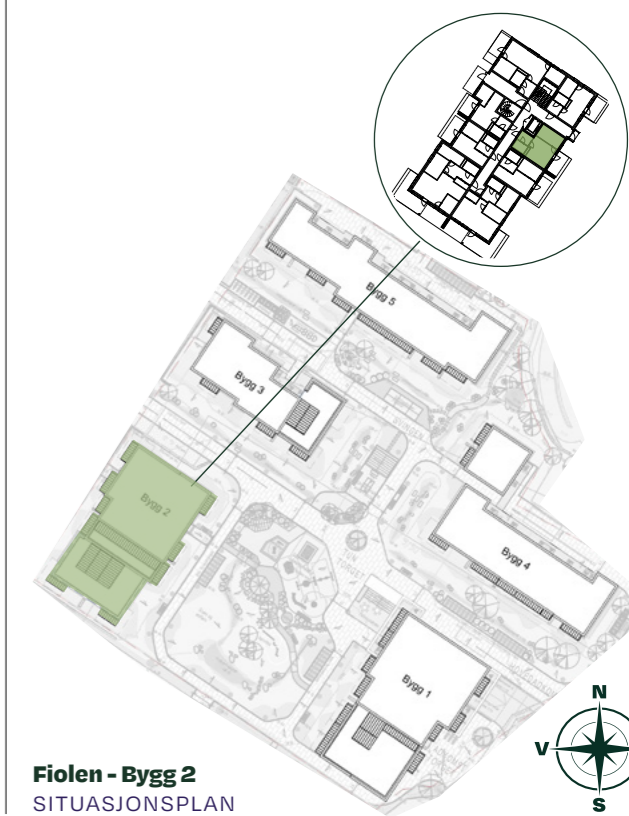 Bygg 5
Bygg 3
Bygg 2
Bygg 4
Bygg 1
N
V
S
Fiolen - Bygg 2
SITUASJONSPLAN